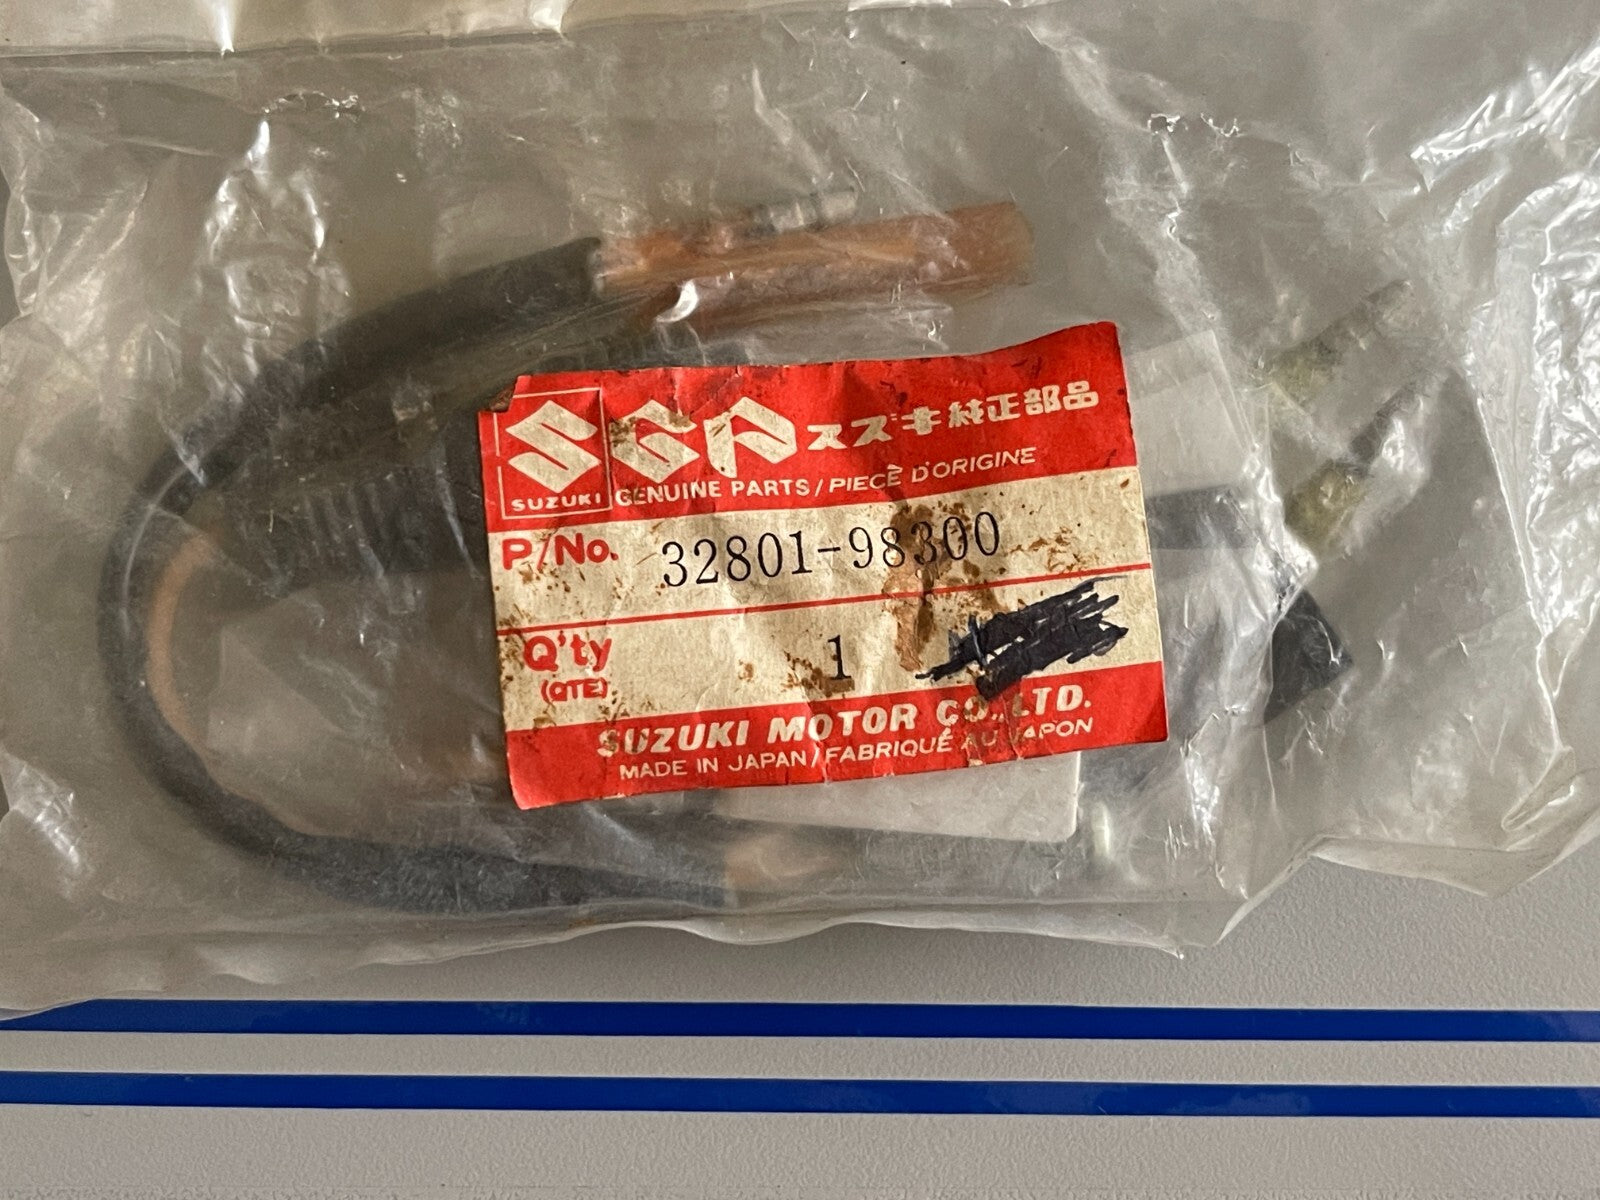 SGP スズキ純正部品
SUZUKI GENUINE PARTS / PIECÈ D'ORIGINE
P/No. 32801-98300
Q'ty 1
(QTE)
SUZUKI MOTOR CO., LTD.
MADE IN JAPAN / FABRIQUÉ AU JAPON